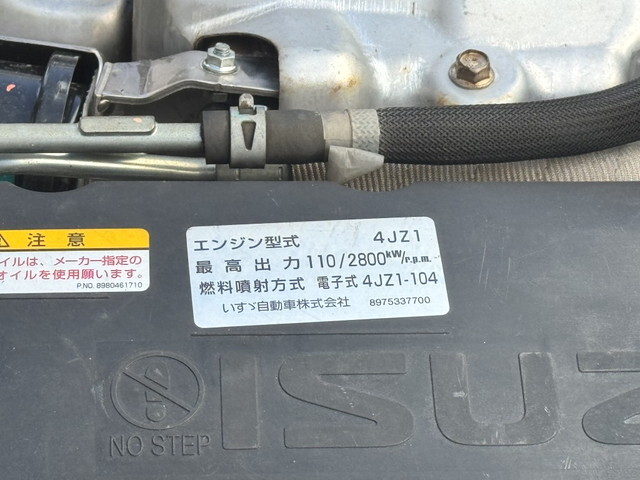 エンジン型式 4JZ1
最高出力 110/2800kW/r.p.m.
燃料噴射方式 電子式 4JZ1-104
いすゞ自動車株式会社 8975337700
注意
イルは、メーカー指定の
オイルを使用願います。
P.NO. 8980461710
NO STEP
ISUZ